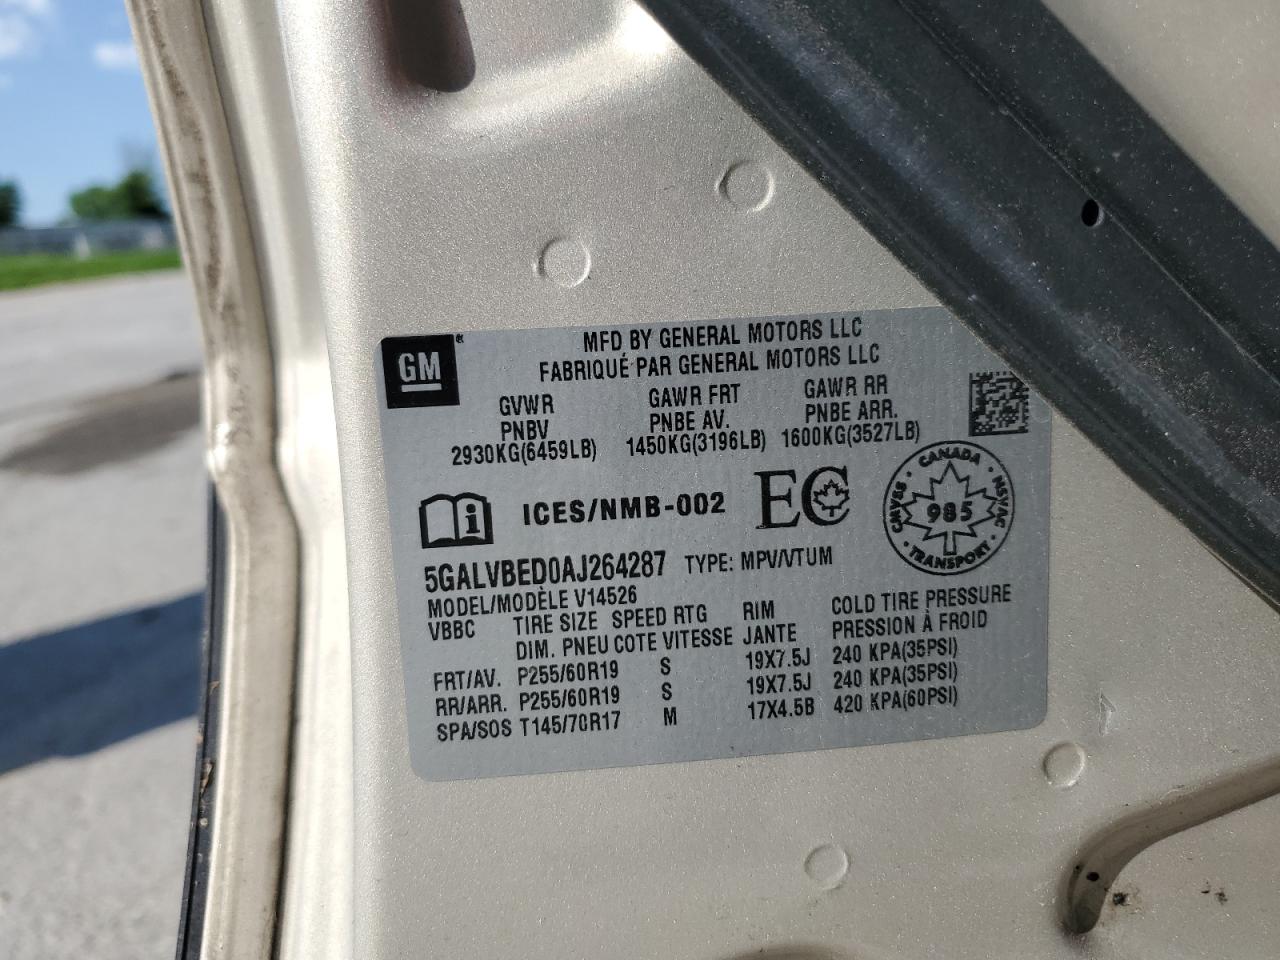 GM
MFD BY GENERAL MOTORS LLC
FABRIQUÉ PAR GENERAL MOTORS LLC
GVWR GAWR FRT GAWR RR
PNBV PNBE AV. PNBE ARR.
2930KG(6459LB) 1450KG(3196LB) 1600KG(3527LB)
ICES/NMB-002 EC
CANADA
CMVSS 985 NSVAC
TRANSPORT
5GALVBED0AJ264287 TYPE: MPV/VTUM
MODEL/MODÈLE V14526
VBBC TIRE SIZE SPEED RTG RIM COLD TIRE PRESSURE
DIM. PNEU COTE VITESSE JANTE PRESSION À FROID
FRT/AV. P255/60R19 S 19X7.5J 240 KPA(35PSI)
RR/ARR. P255/60R19 S 19X7.5J 240 KPA(35PSI)
SPA/SOS T145/70R17 M 17X4.5B 420 KPA(60PSI)